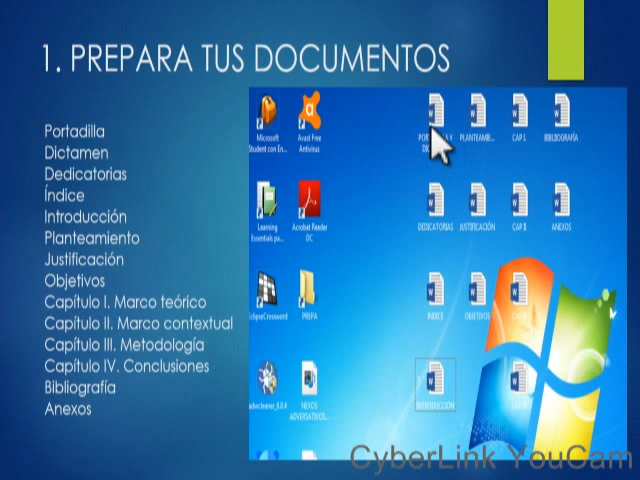 1. PREPARA TUS DOCUMENTOS
Portadilla
Dictamen
Dedicatorias
Índice
Introducción
Planteamiento
Justificación
Objetivos
Capítulo I. Marco teórico
Capítulo II. Marco contextual
Capítulo III. Metodología
Capítulo IV. Conclusiones
Bibliografía
Anexos
Microsoft
Student con En...
Avast Free
Antivirus
PLANTEAMIE...
CAP I.
BIBLIOGRAFÍA
Learning
Essentials pa...
Acrobat Reader
DC
DEDICATORIAS
JUSTIFICACIÓN
CAP II
ANEXOS
EclipseCrossword
PREPA
INDICE
OBJETIVOS
adwcleaner_8.0.4
NEXOS
ADVERSATIVOS...
INTRODUCCIÓN
CyberLink YouCam